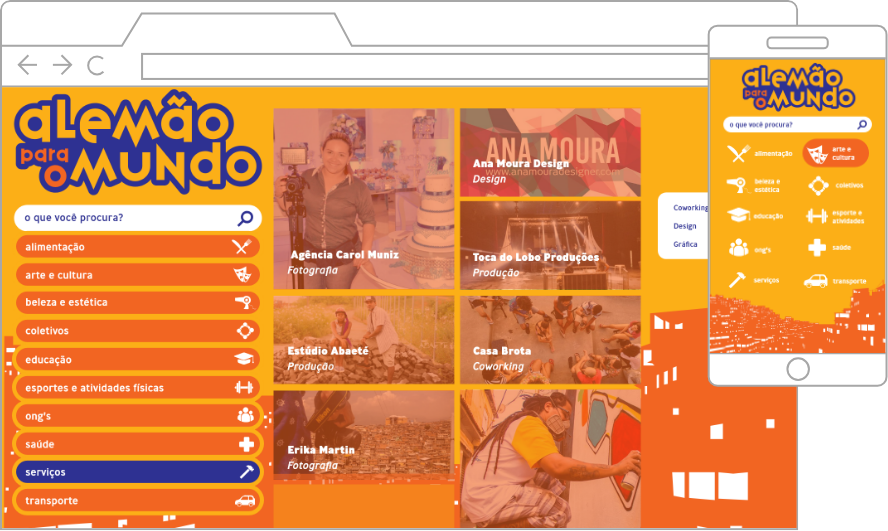 aLemão
para
o mundo
o que você procura?
alimentação
arte e cultura
beleza e estética
coletivos
educação
esportes e atividades físicas
ong's
saúde
serviços
transporte
Agência Carol Muniz
Fotografia
ANA MOURA
www.anamouradesigner.com
Ana Moura Design
Design
Toca do Lobo Produções
Produção
Estúdio Abaeté
Produção
Casa Brota
Coworking
Erika Martin
Fotografia
Coworking
Design
Gráfica
aLemão
para
o mundo
o que você procura?
alimentação
arte e
cultura
beleza e
estética
coletivos
educação
esporte e
atividades
ong's
saúde
serviços
transporte